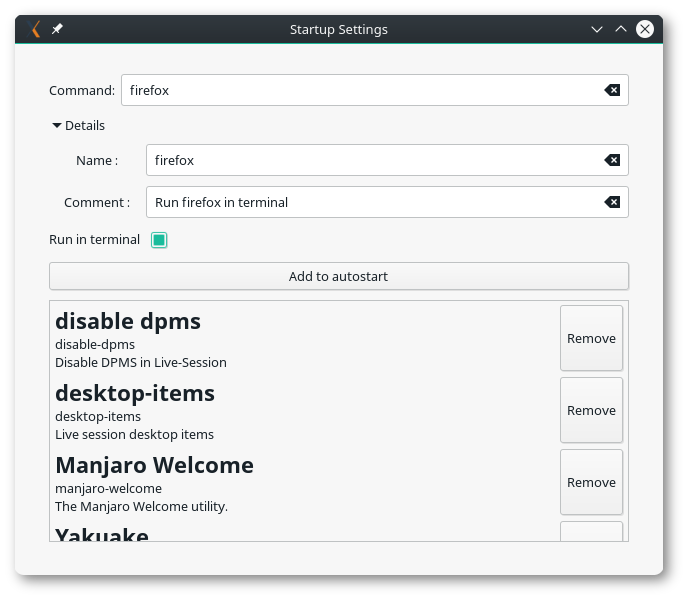 Startup Settings
Command: firefox
Details
Name : firefox
Comment : Run firefox in terminal
Run in terminal
Add to autostart
disable dpms
disable-dpms
Remove
Disable DPMS in Live-Session
desktop-items
desktop-items
Remove
Live session desktop items
Manjaro Welcome
manjaro-welcome
Remove
The Manjaro Welcome utility.
Yakuake